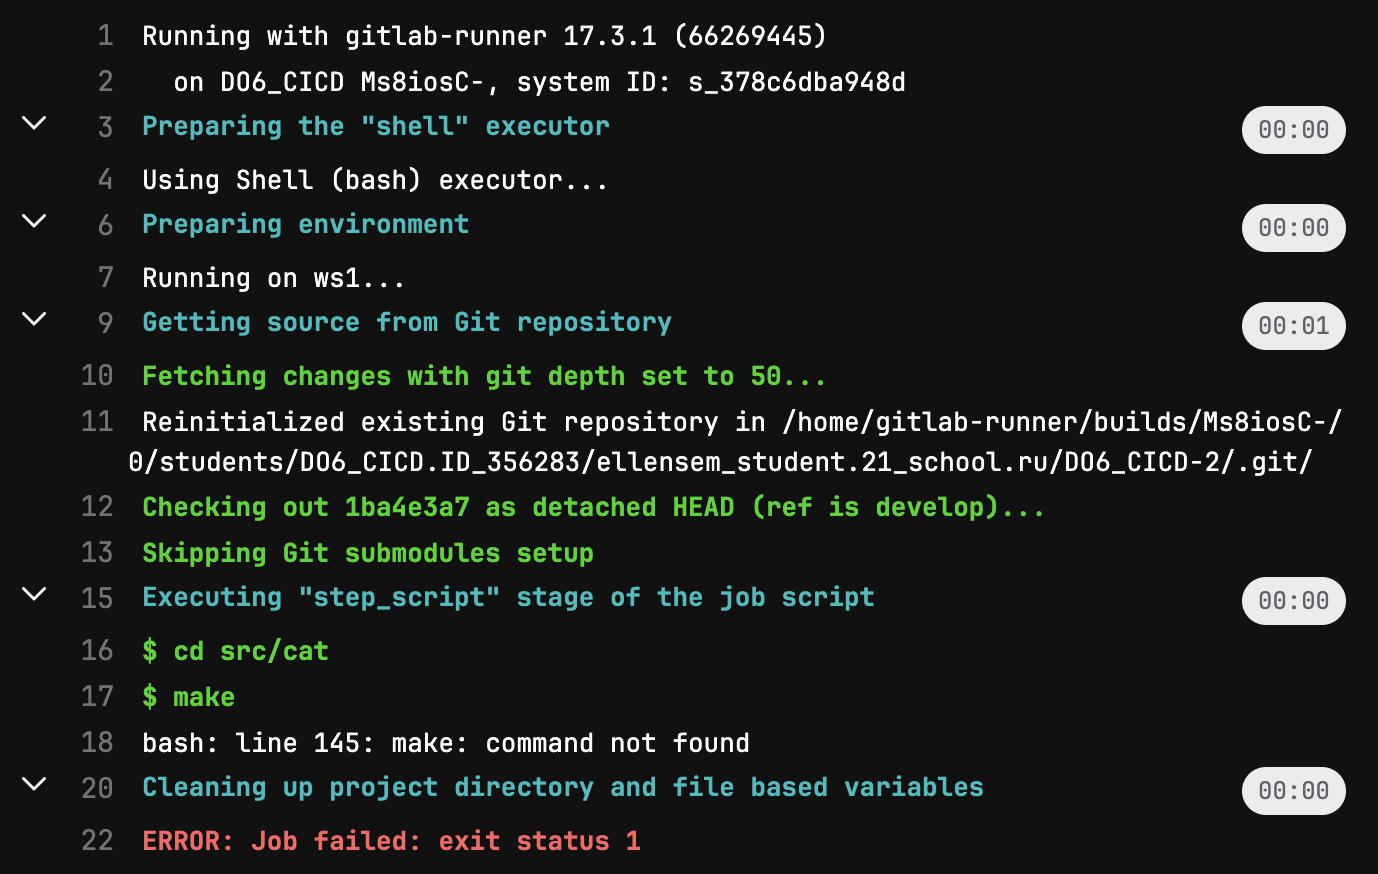 1 Running with gitlab-runner 17.3.1 (66269445)
2 on DO6_CICD Ms8iosC-, system ID: s_378c6dba948d
3 Preparing the "shell" executor 00:00
4 Using Shell (bash) executor...
6 Preparing environment 00:00
7 Running on ws1...
9 Getting source from Git repository 00:01
10 Fetching changes with git depth set to 50...
11 Reinitialized existing Git repository in /home/gitlab-runner/builds/Ms8iosC-/
0/students/DO6_CICD.ID_356283/ellensem_student.21_school.ru/DO6_CICD-2/.git/
12 Checking out 1ba4e3a7 as detached HEAD (ref is develop)...
13 Skipping Git submodules setup
15 Executing "step_script" stage of the job script 00:00
16 $ cd src/cat
17 $ make
18 bash: line 145: make: command not found
20 Cleaning up project directory and file based variables 00:00
22 ERROR: Job failed: exit status 1